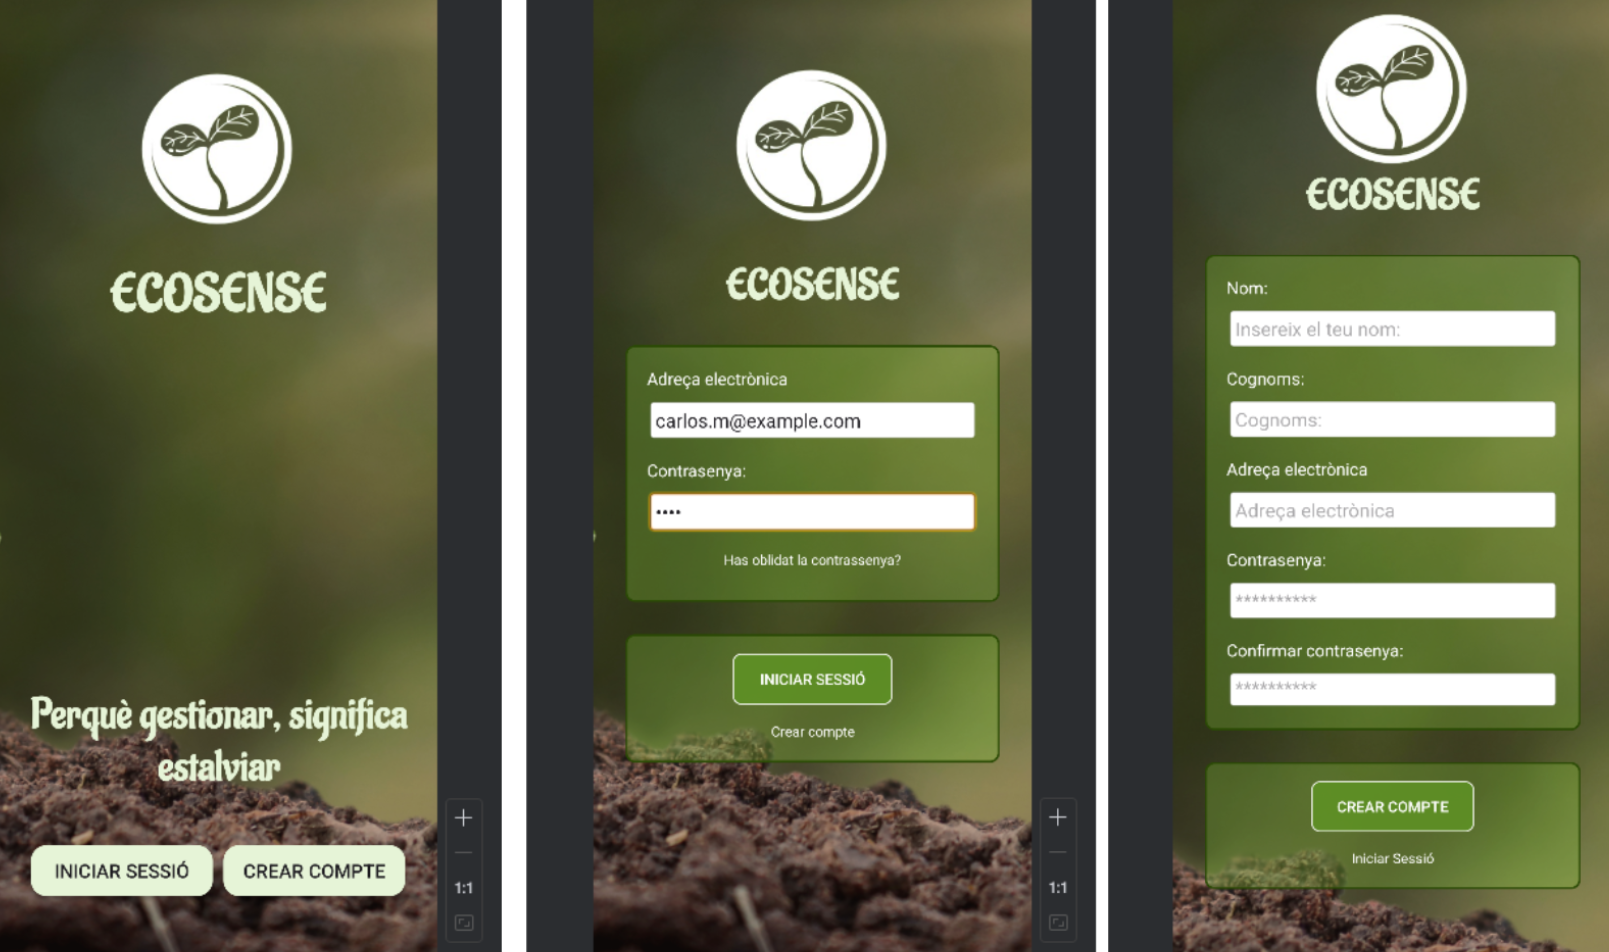 ECOSENSE
Perquè gestionar, significa
estalviar
INICIAR SESSIÓ
CREAR COMPTE
1:1
ECOSENSE
Adreça electrònica
carlos.m@example.com
Contrasenya:
••••
Has oblidat la contrassenya?
INICIAR SESSIÓ
Crear compte
1:1
ECOSENSE
Nom:
Insereix el teu nom:
Cognoms:
Cognoms:
Adreça electrònica
Adreça electrònica
Contrasenya:
**********
Confirmar contrasenya:
**********
CREAR COMPTE
Iniciar Sessió